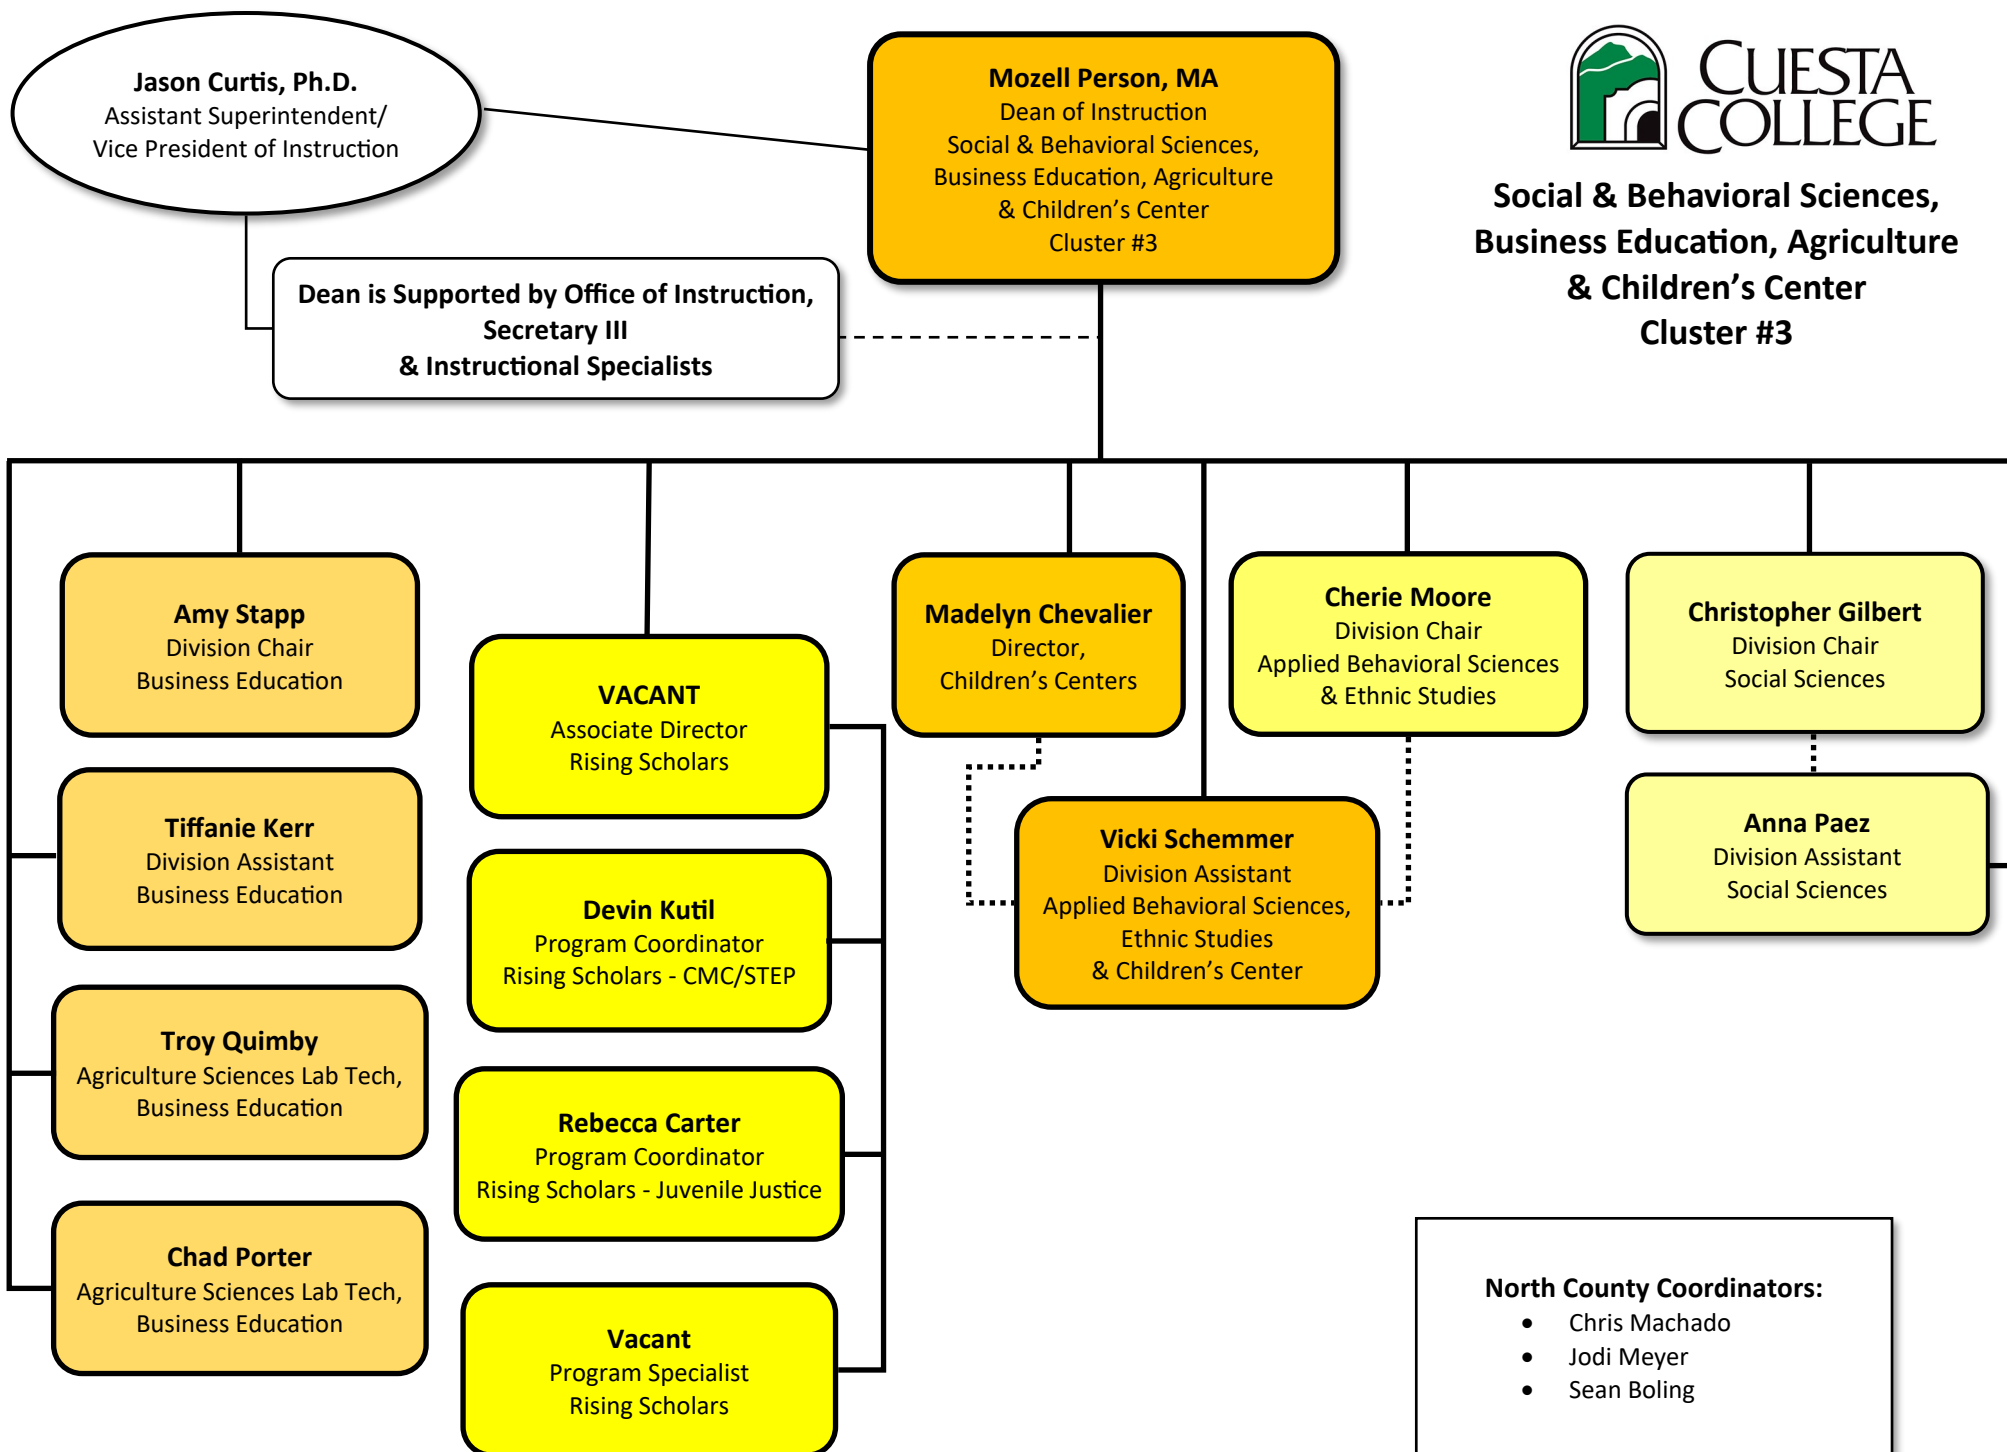 Jason Curtis, Ph.D.
Assistant Superintendent/
Vice President of Instruction
Mozell Person, MA
Dean of Instruction
Social & Behavioral Sciences,
Business Education, Agriculture
& Children's Center
Cluster #3
CUESTA
COLLEGE
Social & Behavioral Sciences,
Business Education, Agriculture
& Children's Center
Cluster #3
Dean is Supported by Office of Instruction,
Secretary III
& Instructional Specialists
Amy Stapp
Division Chair
Business Education
Tiffanie Kerr
Division Assistant
Business Education
Troy Quimby
Agriculture Sciences Lab Tech,
Business Education
Chad Porter
Agriculture Sciences Lab Tech,
Business Education
VACANT
Associate Director
Rising Scholars
Devin Kutil
Program Coordinator
Rising Scholars - CMC/STEP
Rebecca Carter
Program Coordinator
Rising Scholars - Juvenile Justice
Vacant
Program Specialist
Rising Scholars
Madelyn Chevalier
Director,
Children's Centers
Vicki Schemmer
Division Assistant
Applied Behavioral Sciences,
Ethnic Studies
& Children's Center
Cherie Moore
Division Chair
Applied Behavioral Sciences
& Ethnic Studies
Christopher Gilbert
Division Chair
Social Sciences
Anna Paez
Division Assistant
Social Sciences
North County Coordinators:
• Chris Machado
• Jodi Meyer
• Sean Boling